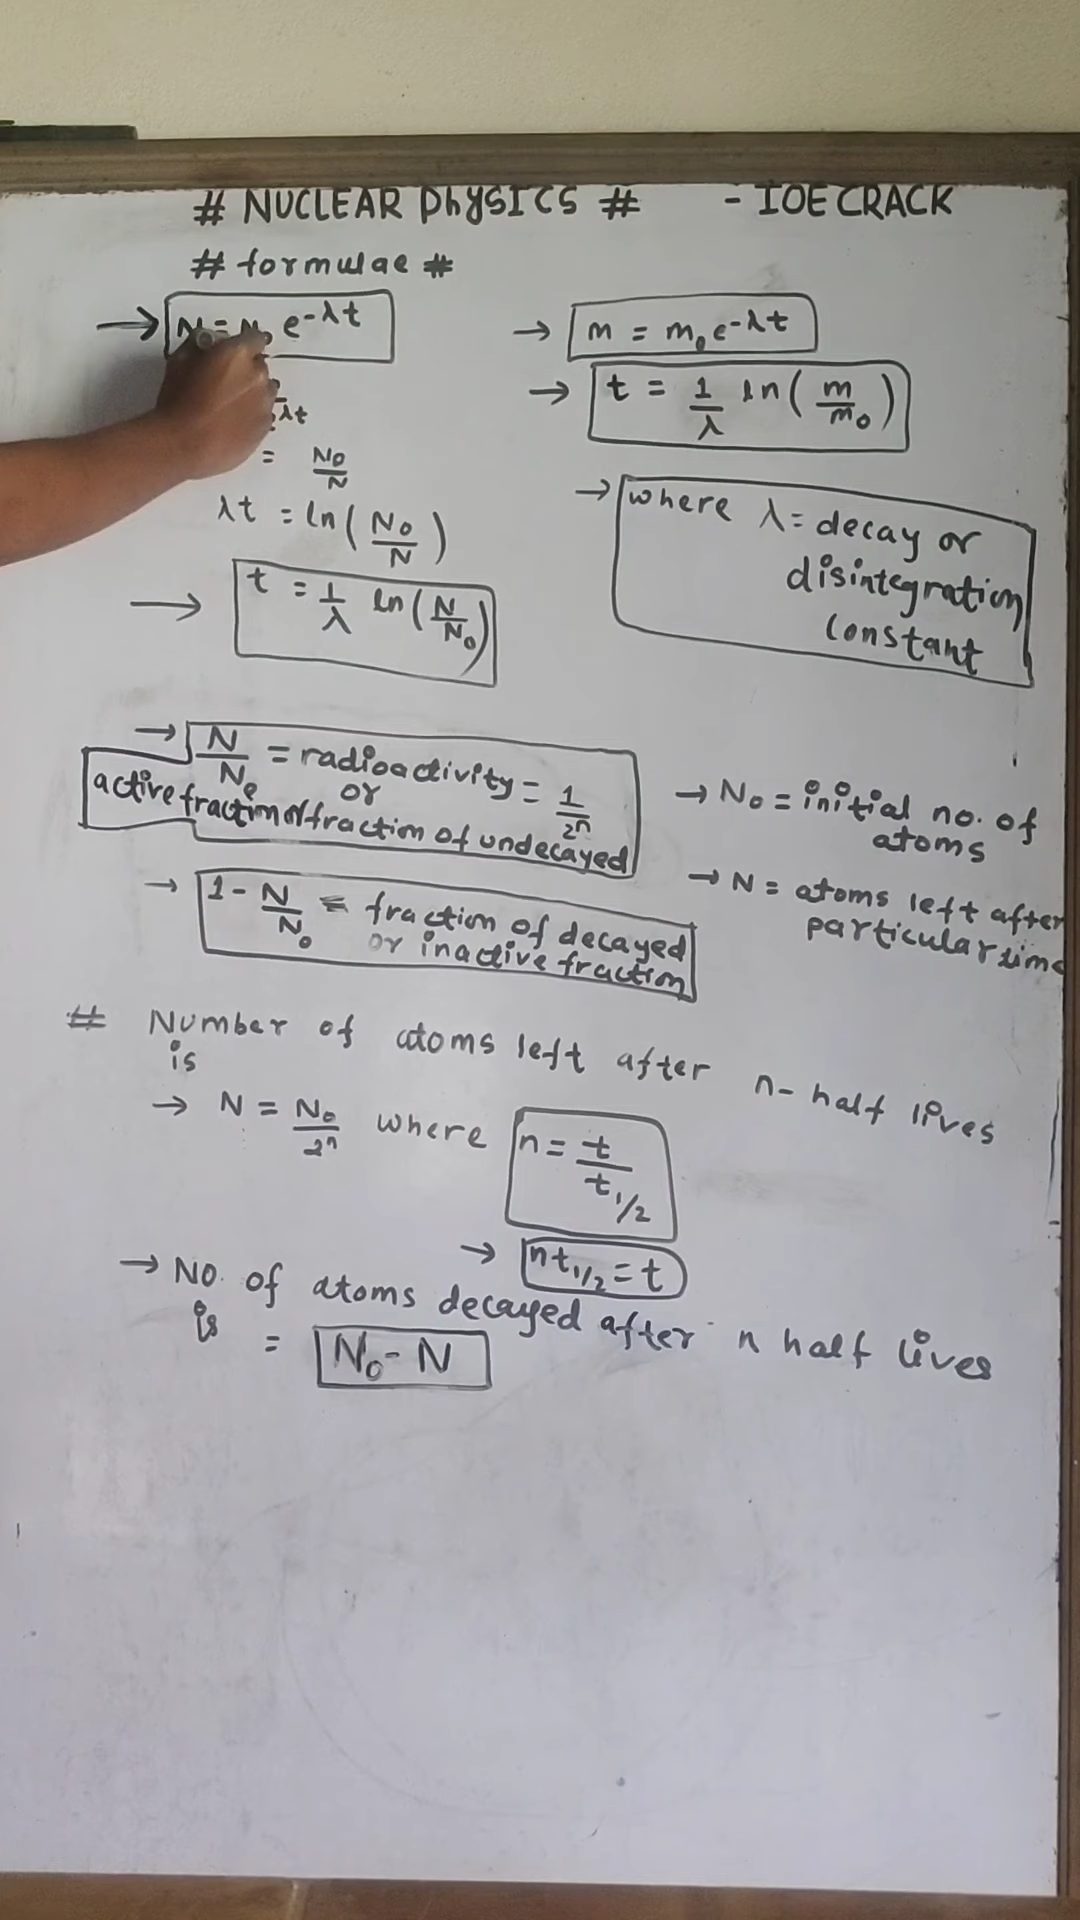 # NUCLEAR PhYSICS # - IOE CRACK
# formulae #
→ N = N₀ e^-λt
λt
= N₀/N
λt = ln(N₀/N)
→ t = 1/λ ln(N/N₀)
→ m = m₀e^-λt
→ t = 1/λ ln(m/m₀)
→ where λ = decay or
disintegration
constant
→ N/N₀ = radioactivity = 1/2ⁿ
or
active fraction or fraction of undecayed
→ 1 - N/N₀ = fraction of decayed
or inactive fraction
→ N₀ = initial no. of
atoms
→ N = atoms left after
particular time
# Number of atoms left after n- half lives
is
→ N = N₀/2ⁿ where n = t/t₁/₂
→ nt₁/₂ = t
→ NO. of atoms decayed after n half lives
is = N₀ - N